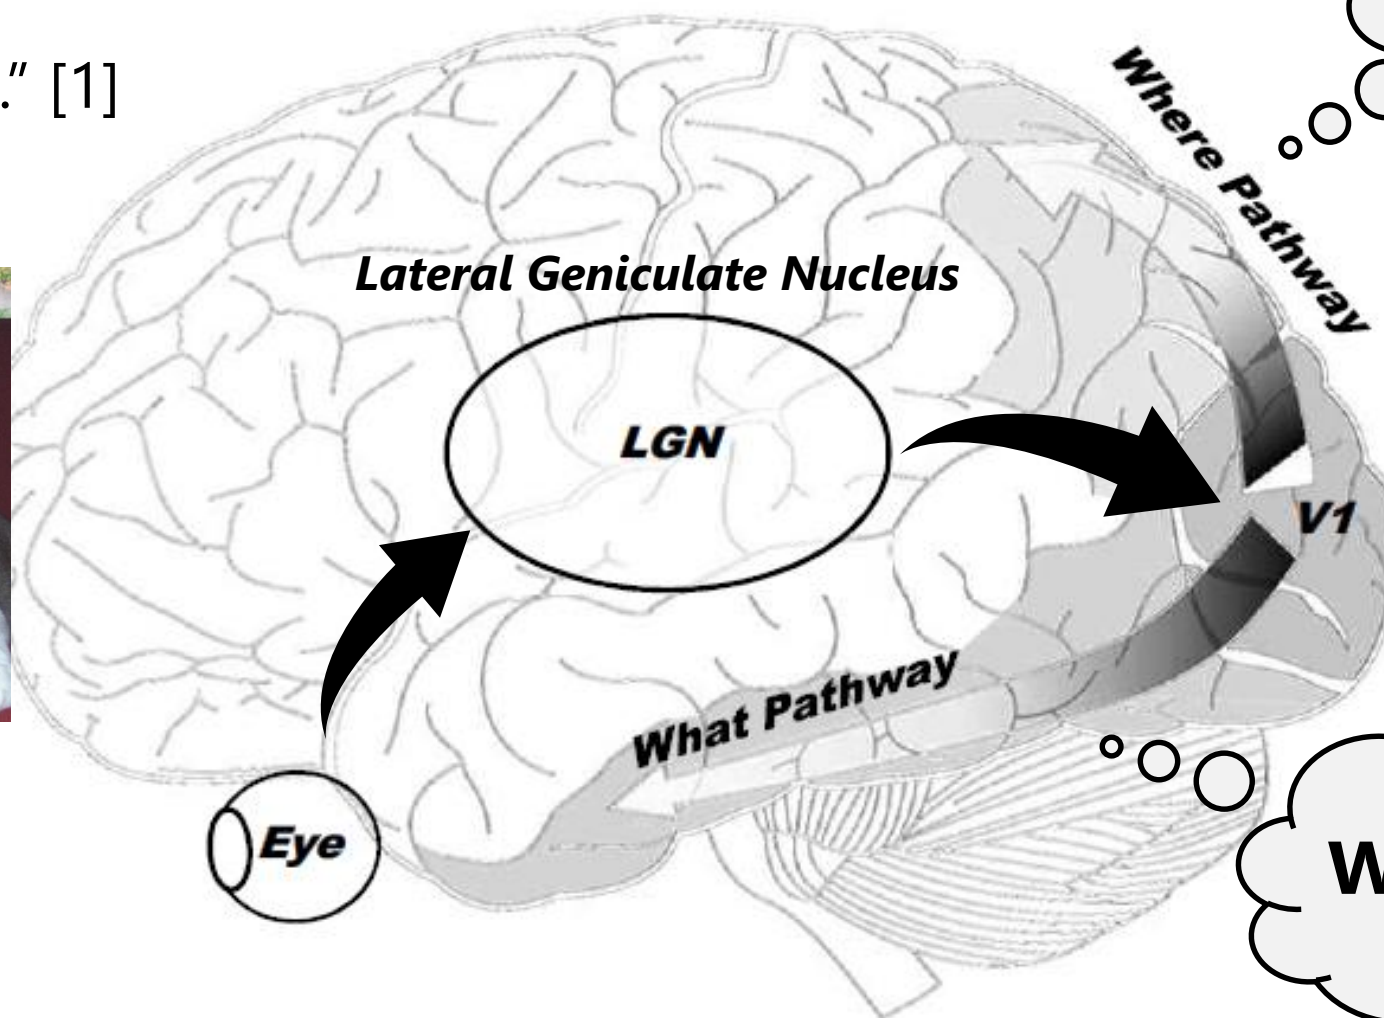 .” [1]
Where Pathway
Lateral Geniculate Nucleus
LGN
V1
What Pathway
Eye